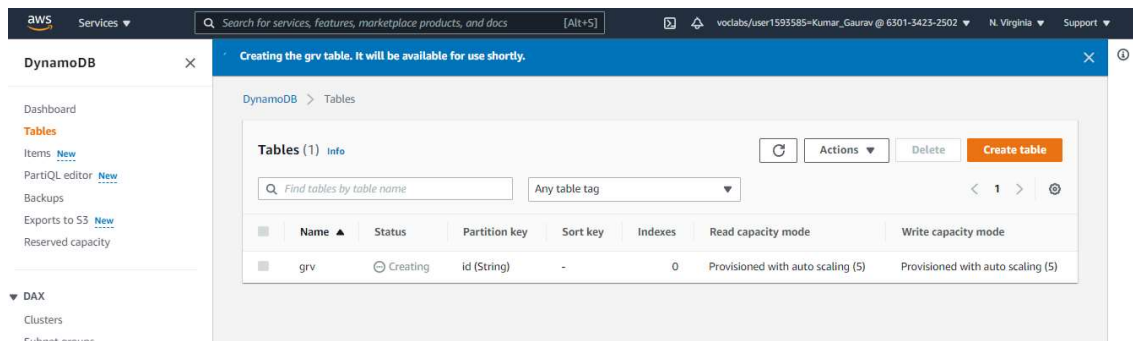 aws Services ▼ Search for services, features, marketplace products, and docs [Alt+S] voclabs/user1593585=Kumar_Gaurav @ 6301-3423-2502 ▼ N. Virginia ▼ Support ▼
DynamoDB
Creating the grv table. It will be available for use shortly.
DynamoDB > Tables
Dashboard
Tables
Items New
PartiQL editor New
Backups
Exports to S3 New
Reserved capacity
▼ DAX
Clusters
Subnet groups
Tables (1) Info
Actions ▼ Delete Create table
Find tables by table name Any table tag ▼ < 1 >
Name ▲ Status Partition key Sort key Indexes Read capacity mode Write capacity mode
grv Creating id (String) - 0 Provisioned with auto scaling (5) Provisioned with auto scaling (5)